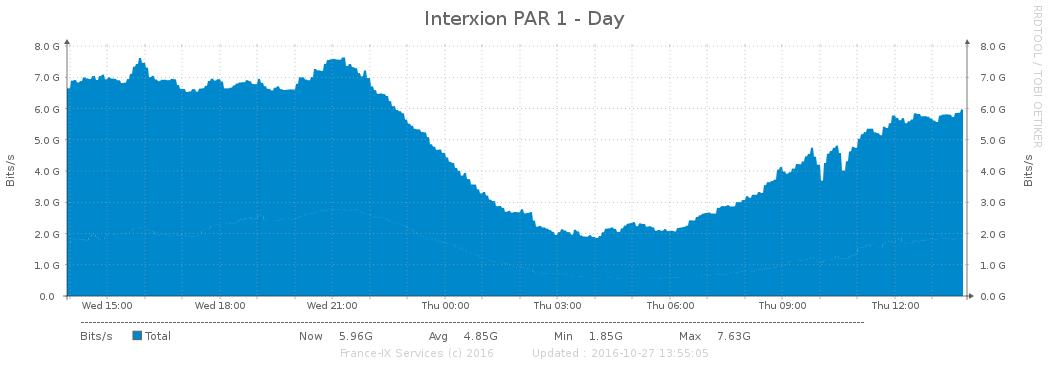 Interxion PAR 1 - Day
RRDTOOL / TOBI OETIKER
Bits/s
8.0 G
7.0 G
6.0 G
5.0 G
4.0 G
3.0 G
2.0 G
1.0 G
0.0
8.0 G
7.0 G
6.0 G
5.0 G
4.0 G
3.0 G
2.0 G
1.0 G
0.0 G
Bits/s
Wed 15:00 Wed 18:00 Wed 21:00 Thu 00:00 Thu 03:00 Thu 06:00 Thu 09:00 Thu 12:00
Bits/s Total Now 5.96G Avg 4.85G Min 1.85G Max 7.63G
France-IX Services (c) 2016 Updated : 2016-10-27 13:55:05